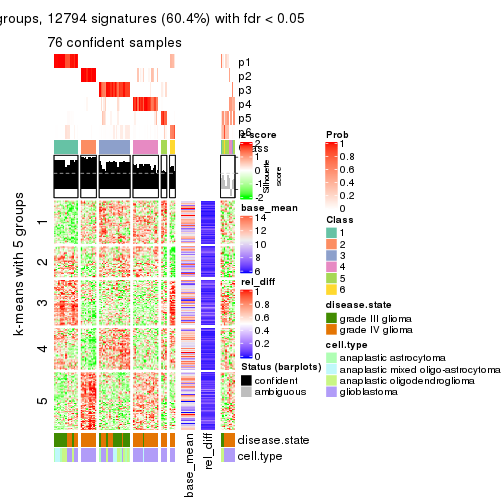 groups, 12794 signatures (60.4%) with fdr < 0.05
76 confident samples
p1
p2
p3
p4
p5
p6
Class
Silhouette
score
k-means with 5 groups
1
2
3
4
5
base_mean
rel_diff
disease.state
cell.type
z-score
2
1
0
-1
-2
base_mean
14
12
10
8
6
rel_diff
1
0.8
0.6
0.4
0.2
0
Status (barplots)
confident
ambiguous
Prob
1
0.8
0.6
0.4
0.2
0
Class
1
2
3
4
5
6
disease.state
grade III glioma
grade IV glioma
cell.type
anaplastic astrocytoma
anaplastic mixed oligo-astrocytoma
anaplastic oligodendroglioma
glioblastoma